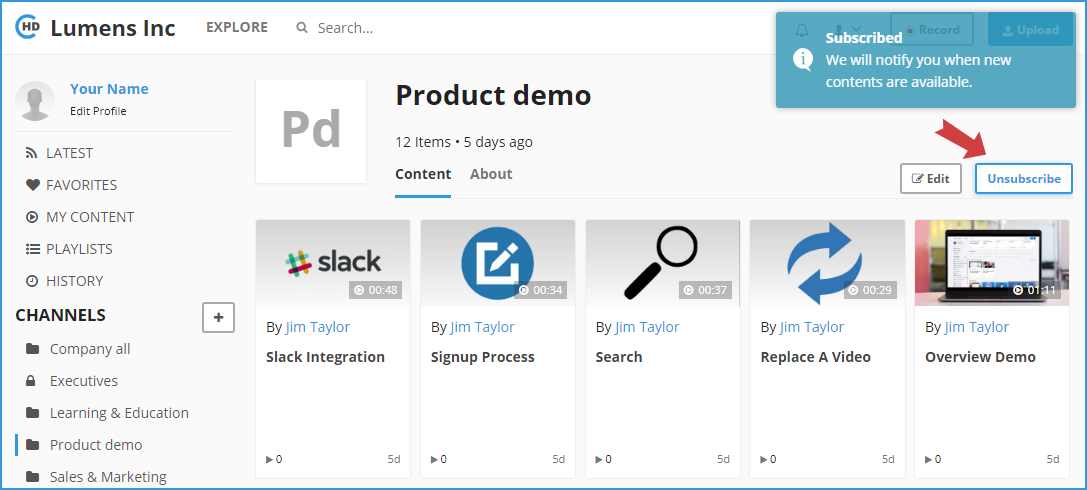 HD Lumens Inc
EXPLORE
Search...
Record
Upload
Subscribed
We will notify you when new
contents are available.
Your Name
Edit Profile
LATEST
FAVORITES
MY CONTENT
PLAYLISTS
HISTORY
CHANNELS
+
Company all
Executives
Learning & Education
Product demo
Sales & Marketing
Pd
Product demo
12 Items • 5 days ago
Content About
Edit
Unsubscribe
slack
00:48
By Jim Taylor
Slack Integration
0 5d
00:34
By Jim Taylor
Signup Process
0 5d
00:37
By Jim Taylor
Search
0 5d
00:29
By Jim Taylor
Replace A Video
0 5d
01:11
By Jim Taylor
Overview Demo
0 5d